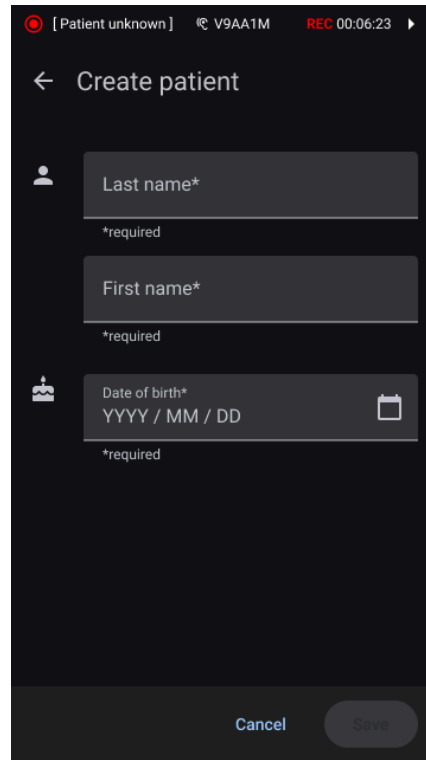 [ Patient unknown ] V9AA1M REC 00:06:23
Create patient
Last name*
*required
First name*
*required
Date of birth*
YYYY / MM / DD
*required
Cancel Save